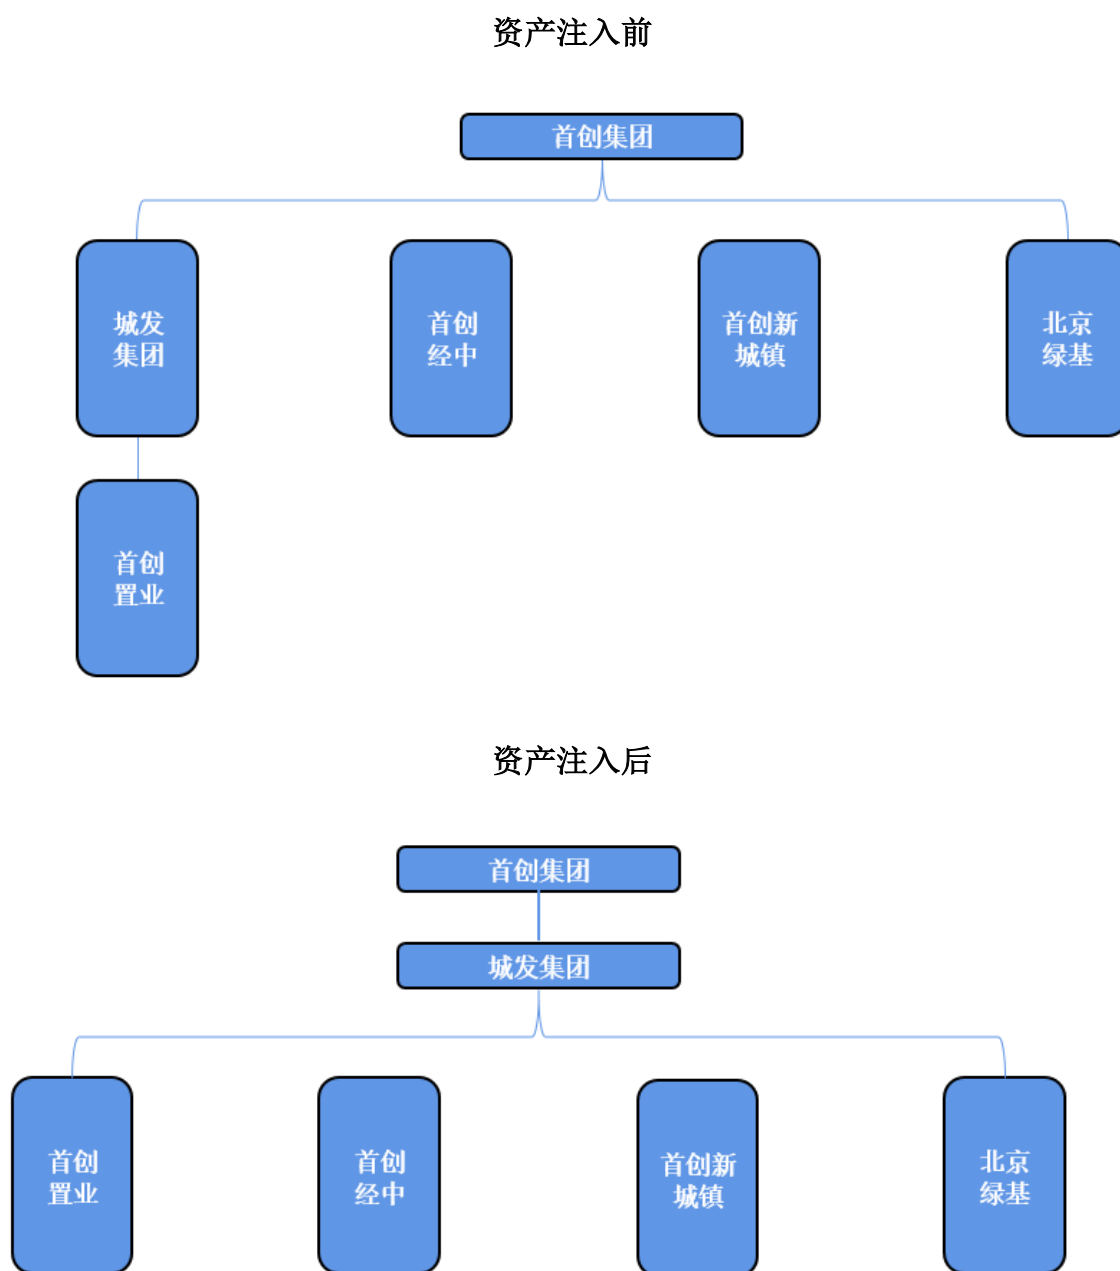 资产注入前
首创集团
城发
集团
首创
经中
首创新
城镇
北京
绿基
首创
置业
资产注入后
首创集团
城发集团
首创
置业
首创
经中
首创新
城镇
北京
绿基